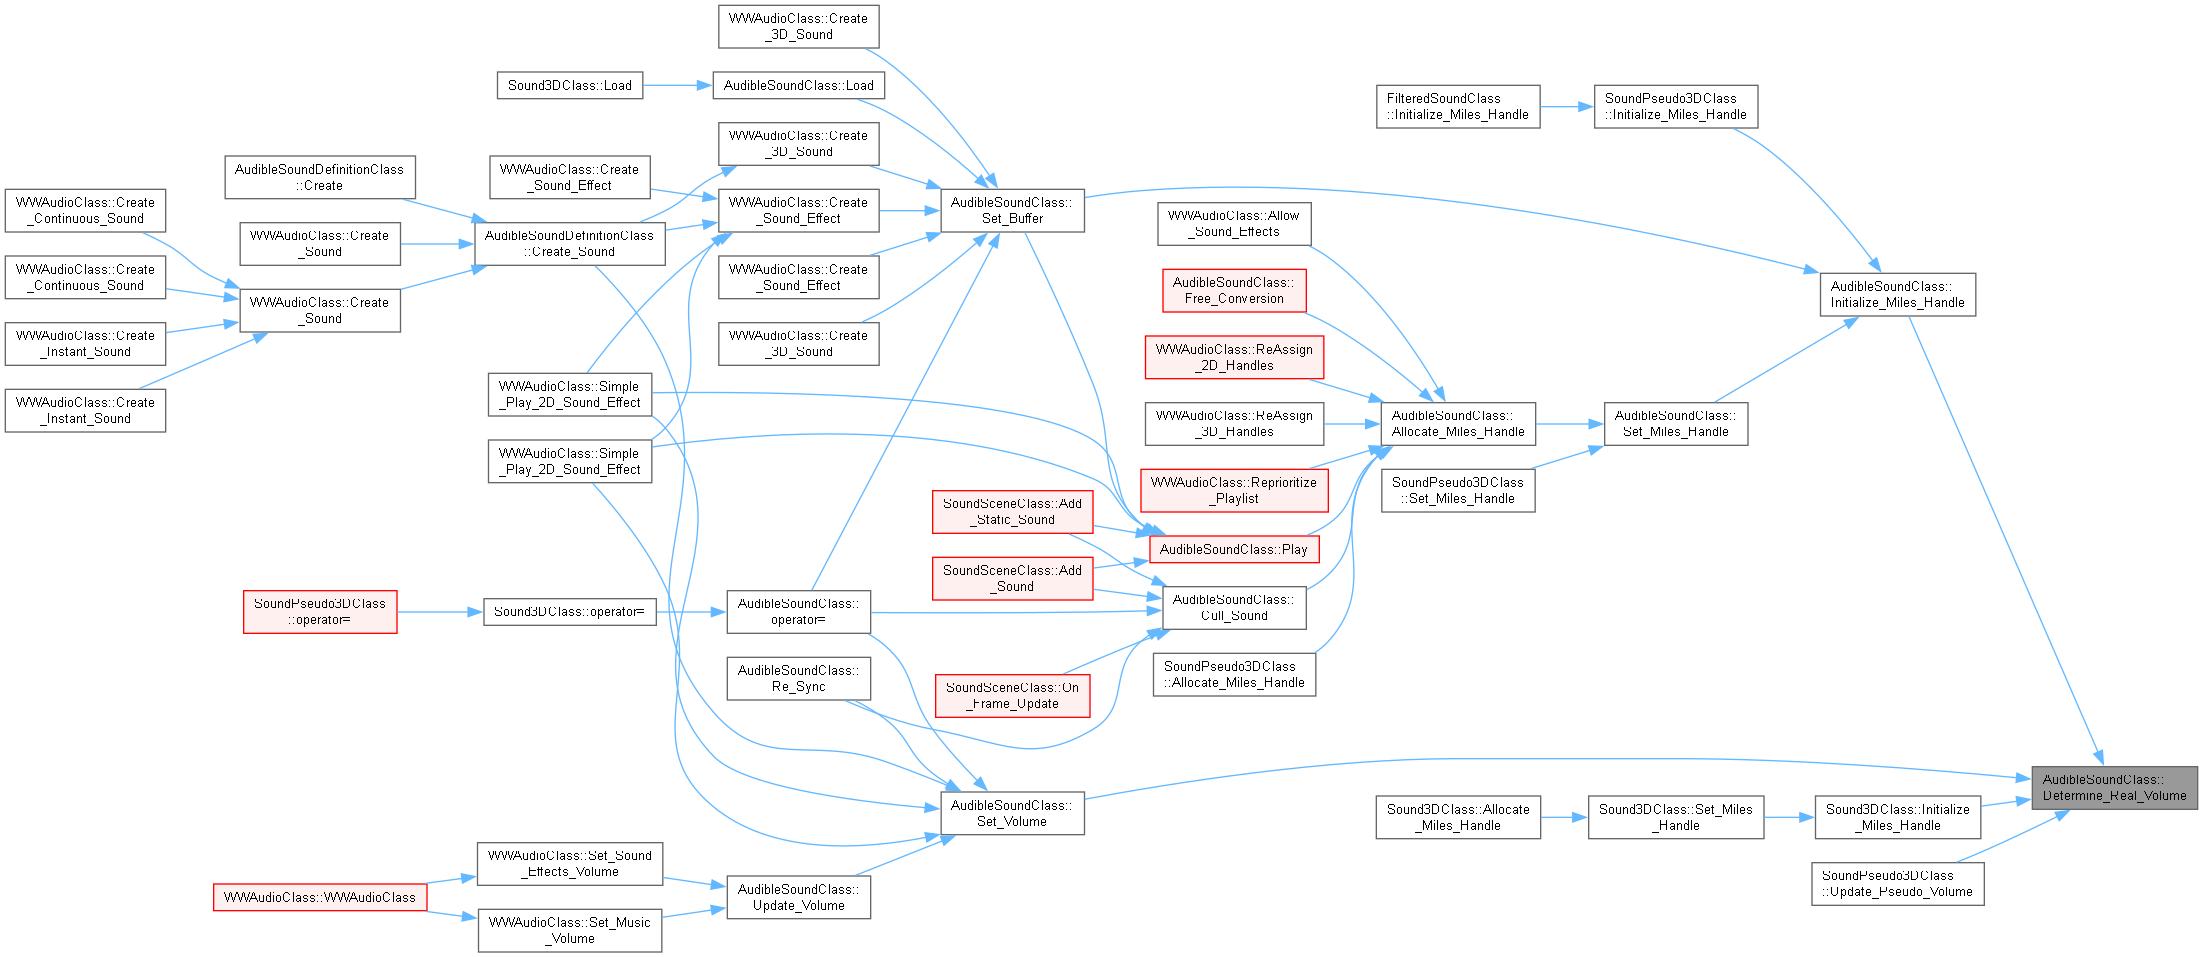 WWAudioClass::Create
_3D_Sound
Sound3DClass::Load
AudibleSoundClass::Load
FilteredSoundClass
::Initialize_Miles_Handle
SoundPseudo3DClass
::Initialize_Miles_Handle
WWAudioClass::Create
_3D_Sound
AudibleSoundDefinitionClass
::Create
WWAudioClass::Create
_Sound_Effect
WWAudioClass::Create
_Continuous_Sound
WWAudioClass::Create
_Sound_Effect
AudibleSoundClass::
Set_Buffer
WWAudioClass::Allow
_Sound_Effects
WWAudioClass::Create
_Sound
AudibleSoundDefinitionClass
::Create_Sound
WWAudioClass::Create
_Continuous_Sound
WWAudioClass::Create
_Sound_Effect
AudibleSoundClass::
Free_Conversion
AudibleSoundClass::
Initialize_Miles_Handle
WWAudioClass::Create
_Sound
WWAudioClass::Create
_Instant_Sound
WWAudioClass::Create
_3D_Sound
WWAudioClass::ReAssign
_2D_Handles
WWAudioClass::Create
_Instant_Sound
WWAudioClass::Simple
_Play_2D_Sound_Effect
WWAudioClass::ReAssign
_3D_Handles
AudibleSoundClass::
Allocate_Miles_Handle
AudibleSoundClass::
Set_Miles_Handle
WWAudioClass::Simple
_Play_2D_Sound_Effect
WWAudioClass::Reprioritize
_Playlist
SoundPseudo3DClass
::Set_Miles_Handle
SoundSceneClass::Add
_Static_Sound
AudibleSoundClass::Play
SoundSceneClass::Add
_Sound
SoundPseudo3DClass
::operator=
Sound3DClass::operator=
AudibleSoundClass::
operator=
AudibleSoundClass::
Cull_Sound
AudibleSoundClass::
Re_Sync
SoundSceneClass::On
_Frame_Update
SoundPseudo3DClass
::Allocate_Miles_Handle
AudibleSoundClass::
Determine_Real_Volume
AudibleSoundClass::
Set_Volume
Sound3DClass::Allocate
_Miles_Handle
Sound3DClass::Set_Miles
_Handle
Sound3DClass::Initialize
_Miles_Handle
WWAudioClass::Set_Sound
_Effects_Volume
SoundPseudo3DClass
::Update_Pseudo_Volume
WWAudioClass::WWAudioClass
AudibleSoundClass::
Update_Volume
WWAudioClass::Set_Music
_Volume